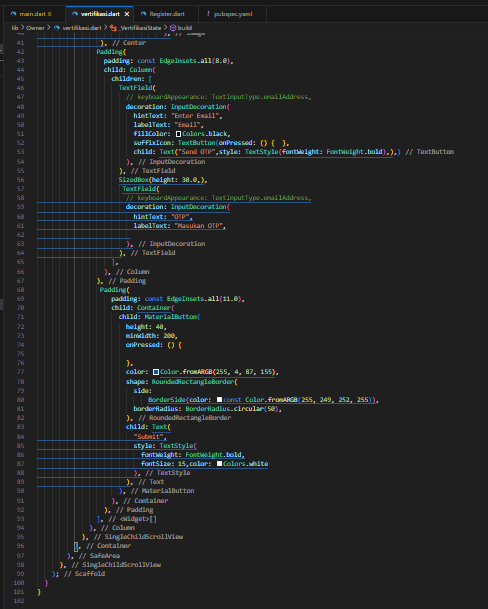 main.dart 6
vertifikasi.dart
Register.dart
pubspec.yaml
lib > Owner > vertifikasi.dart > _VertifikasiState > build
40 ), // Image
41 ), // Center
42 Padding(
43 padding: const EdgeInsets.all(8.0),
44 child: Column(
45 children: [
46 TextField(
47 // keyboardAppearance: TextInputType.emailAddress,
48 decoration: InputDecoration(
49 hintText: "Enter Email",
50 labelText: "Email",
51 fillColor: Colors.black,
52 suffixIcon: TextButton(onPressed: () { },
53 child: Text("Send OTP",style: TextStyle(fontWeight: FontWeight.bold),),) // TextButton
54 ), // InputDecoration
55 ), // TextField
56 SizedBox(height: 30.0,),
57 TextField(
58 // keyboardAppearance: TextInputType.emailAddress,
59 decoration: InputDecoration(
60 hintText: "OTP",
61 labelText: "Masukan OTP",
62
63 ), // InputDecoration
64 ), // TextField
65 ],
66 ), // Column
67 ), // Padding
68 Padding(
69 padding: const EdgeInsets.all(11.0),
70 child: Container(
71 child: MaterialButton(
72 height: 40,
73 minWidth: 200,
74 onPressed: () {
75
76 },
77 color: Color.fromARGB(255, 4, 87, 155),
78 shape: RoundedRectangleBorder(
79 side:
80 BorderSide(color: const Color.fromARGB(255, 249, 252, 255)),
81 borderRadius: BorderRadius.circular(50),
82 ), // RoundedRectangleBorder
83 child: Text(
84 "Submit",
85 style: TextStyle(
86 fontWeight: FontWeight.bold,
87 fontSize: 15,color: Colors.white
88 ), // TextStyle
89 ), // Text
90 ), // MaterialButton
91 ), // Container
92 ), // Padding
93 ], // <Widget>[]
94 ), // Column
95 ), // SingleChildScrollView
96 ), // Container
97 ), // SafeArea
98 ), // SingleChildScrollView
99 ); // Scaffold
100 }
101 }
102